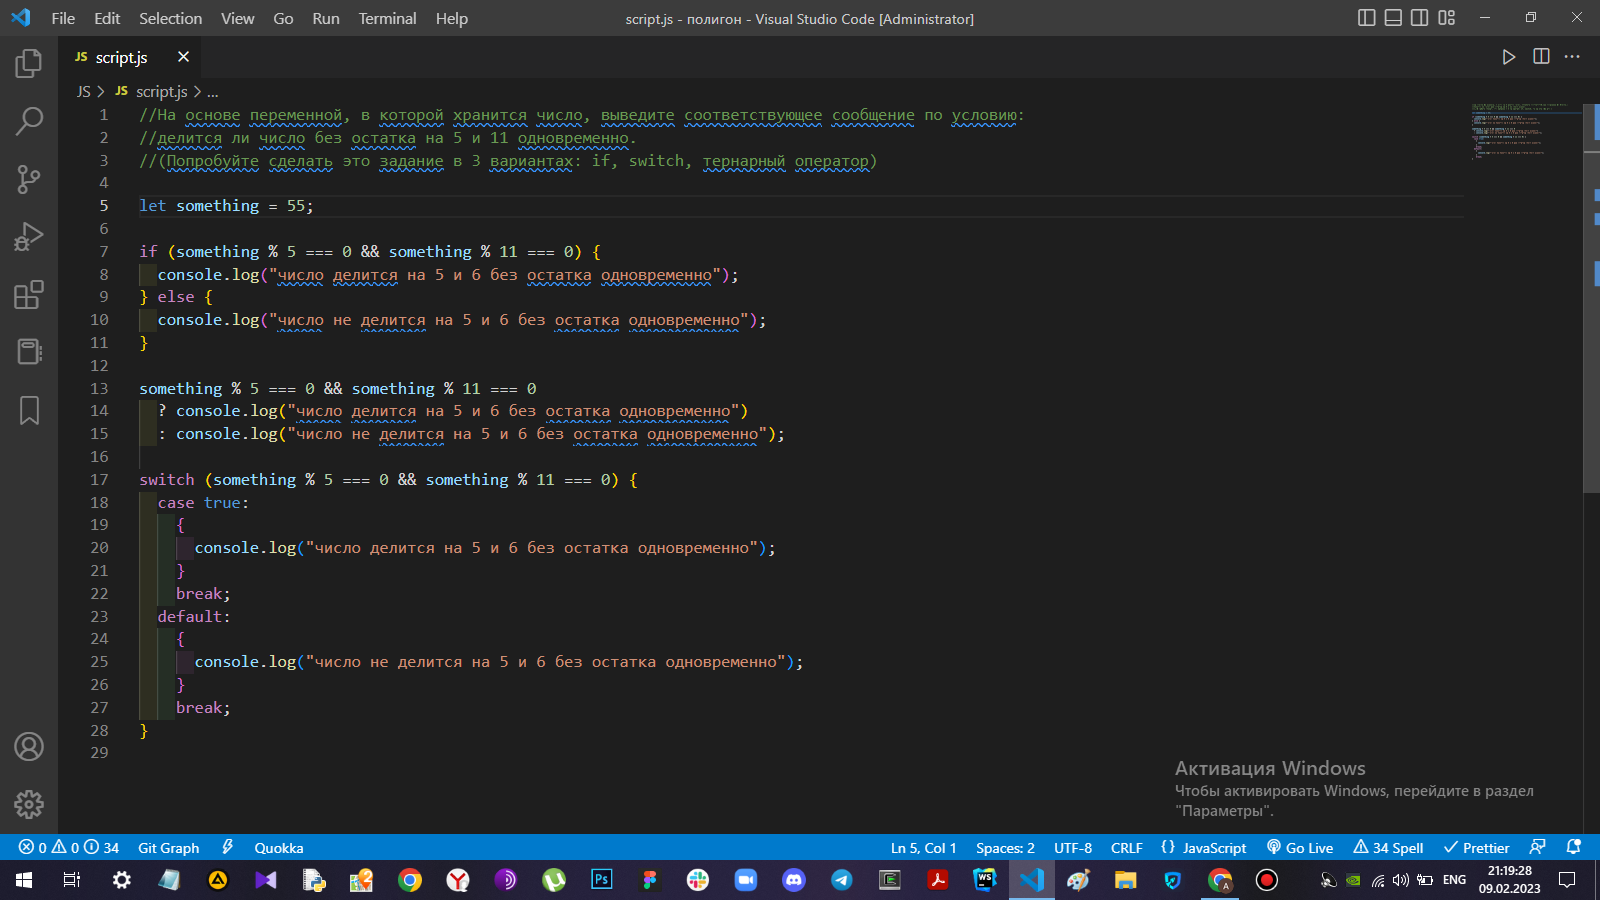 File Edit Selection View Go Run Terminal Help
script.js - полигон - Visual Studio Code [Administrator]
JS script.js
JS > JS script.js > ...
1 //На основе переменной, в которой хранится число, выведите соответствующее сообщение по условию:
2 //делится ли число без остатка на 5 и 11 одновременно.
3 //(Попробуйте сделать это задание в 3 вариантах: if, switch, тернарный оператор)
4
5 let something = 55;
6
7 if (something % 5 === 0 && something % 11 === 0) {
8 console.log("число делится на 5 и 6 без остатка одновременно");
9 } else {
10 console.log("число не делится на 5 и 6 без остатка одновременно");
11 }
12
13 something % 5 === 0 && something % 11 === 0
14 ? console.log("число делится на 5 и 6 без остатка одновременно")
15 : console.log("число не делится на 5 и 6 без остатка одновременно");
16
17 switch (something % 5 === 0 && something % 11 === 0) {
18 case true:
19 {
20 console.log("число делится на 5 и 6 без остатка одновременно");
21 }
22 break;
23 default:
24 {
25 console.log("число не делится на 5 и 6 без остатка одновременно");
26 }
27 break;
28 }
29
Активация Windows
Чтобы активировать Windows, перейдите в раздел
"Параметры".
0 0 34 Git Graph Quokka Ln 5, Col 1 Spaces: 2 UTF-8 CRLF {} JavaScript Go Live 34 Spell Prettier
Ps WS ENG 21:19:28
09.02.2023